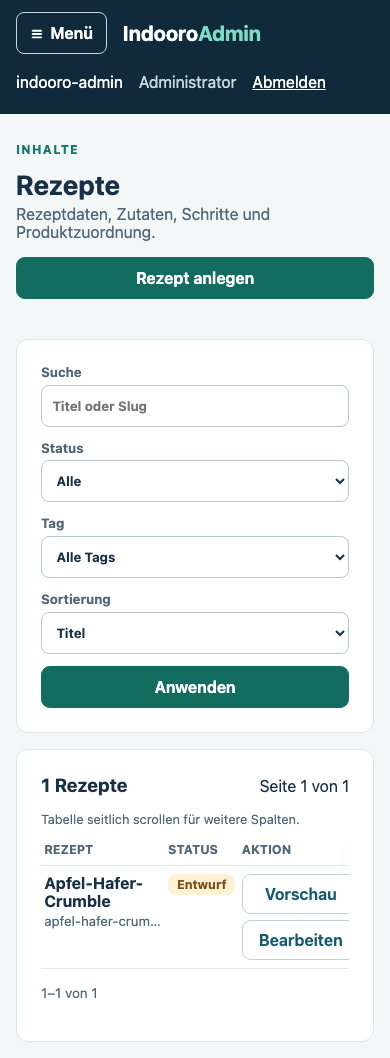 ≡ Menü IndooroAdmin
indooro-admin Administrator Abmelden
INHALTE
Rezepte
Rezeptdaten, Zutaten, Schritte und
Produktzuordnung.
Rezept anlegen
Suche
Titel oder Slug
Status
Alle
Tag
Alle Tags
Sortierung
Titel
Anwenden
1 Rezepte Seite 1 von 1
Tabelle seitlich scrollen für weitere Spalten.
REZEPT STATUS AKTION
Apfel-Hafer- Entwurf Vorschau
Crumble
apfel-hafer-crum...
Bearbeiten
1–1 von 1